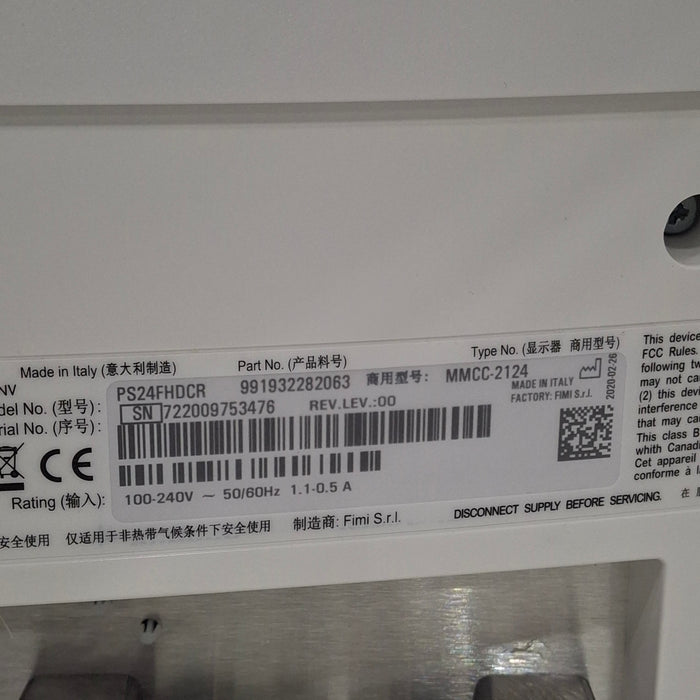 Made in Italy (意大利制造)
Part No. (产品料号)
Type No. (显示器 商用型号)
NV
del No. (型号):
PS24FHDCR 991932282063 商用型号: MMCC-2124
rial No. (序号):
SN 722009753476 REV.LEV.:00
MADE IN ITALY
FACTORY: FIMI S.r.l.
2020-02-26
CE
Rating (输入):
100-240V ~ 50/60Hz 1.1-0.5 A
安全使用 仅适用于非热带气候条件下安全使用 制造商: Fimi S.r.l.
DISCONNECT SUPPLY BEFORE SERVICING.
在
This device
FCC Rules.
following tw
may not cau
(2) this devi
interference
that may cau
This class B
whith Canad
Cet appareil
conforme à la